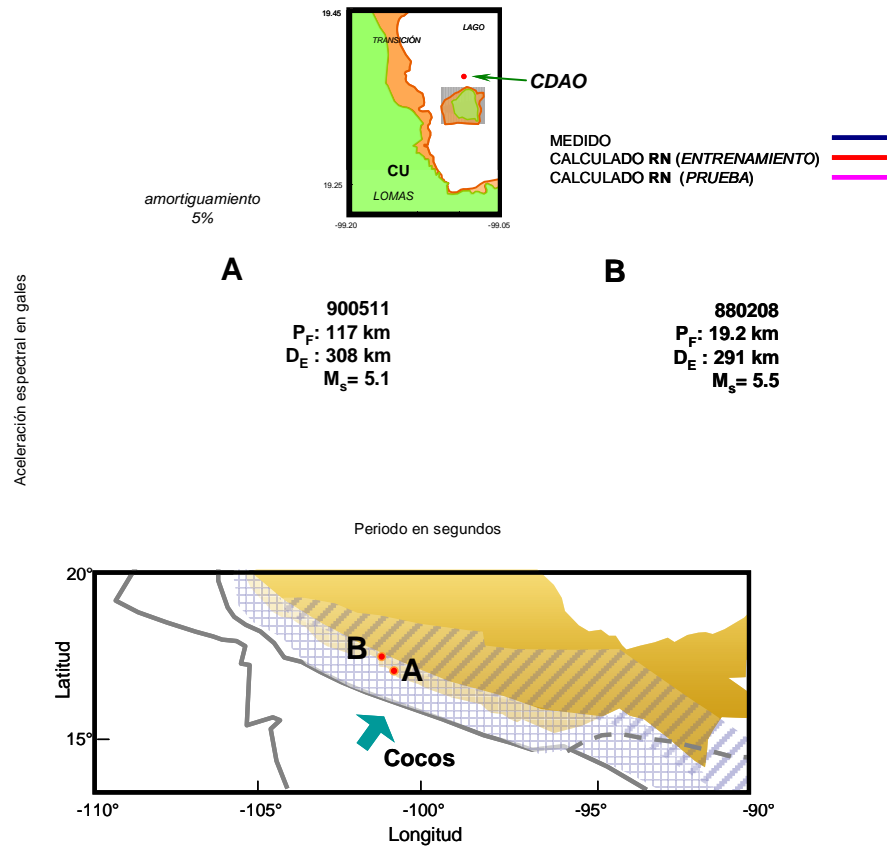 19.45
LAGO
TRANSICIÓN
CDAO
MEDIDO
CALCULADO RN (ENTRENAMIENTO)
CALCULADO RN (PRUEBA)
CU
19.25
LOMAS
-99.20
-99.05
amortiguamiento
5%
Aceleración espectral en gales
A
B
900511
PF: 117 km
DE : 308 km
Ms= 5.1
880208
PF: 19.2 km
DE : 291 km
Ms= 5.5
Periodo en segundos
20°
B
A
Latitud
15°
Cocos
-110°
-105°
-100°
-95°
-90°
Longitud